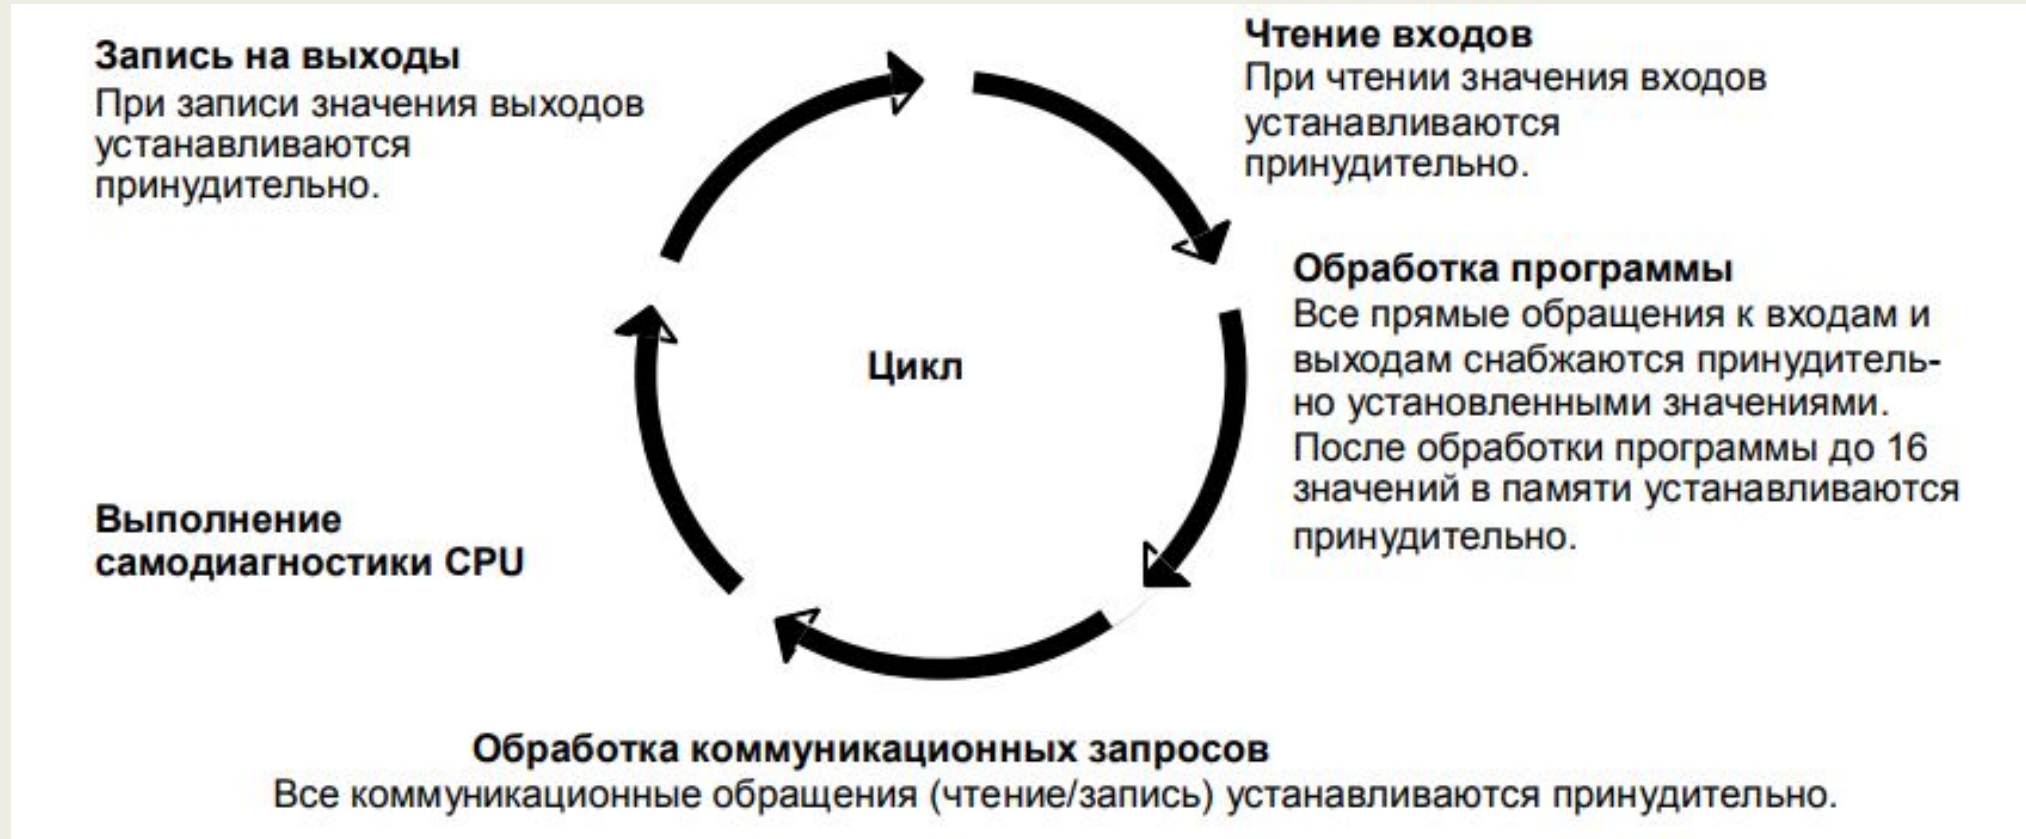 Запись на выходы
При записи значения выходов
устанавливаются
принудительно.
Чтение входов
При чтении значения входов
устанавливаются
принудительно.
Обработка программы
Все прямые обращения к входам и
выходам снабжаются принудитель-
но установленными значениями.
После обработки программы до 16
значений в памяти устанавливаются
принудительно.
Цикл
Выполнение
самодиагностики CPU
Обработка коммуникационных запросов
Все коммуникационные обращения (чтение/запись) устанавливаются принудительно.